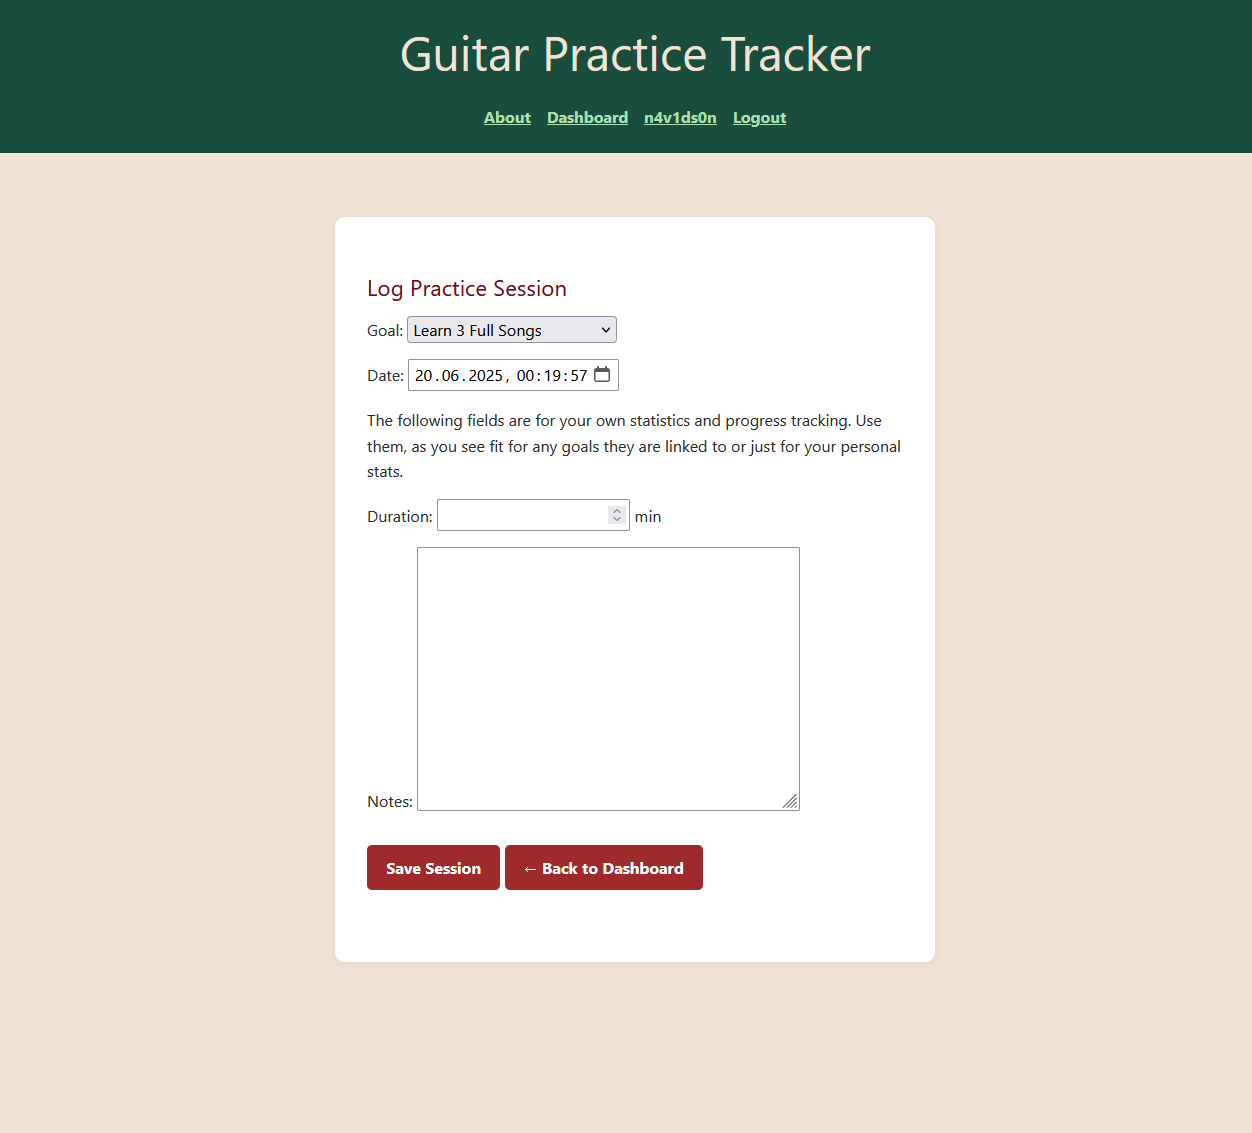 Guitar Practice Tracker
About Dashboard n4v1ds0n Logout
Log Practice Session
Goal: Learn 3 Full Songs
Date: 20.06.2025, 00:19:57
The following fields are for your own statistics and progress tracking. Use
them, as you see fit for any goals they are linked to or just for your personal
stats.
Duration: min
Notes:
Save Session ← Back to Dashboard